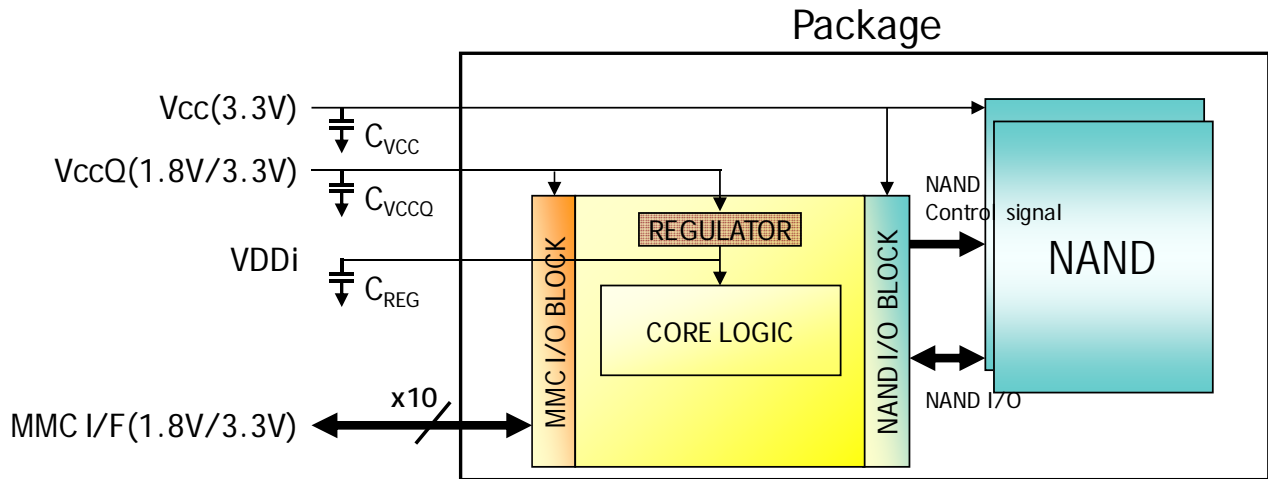 Package
Vcc(3.3V)
CVCC
VccQ(1.8V/3.3V)
CVCCQ
VDDi
CREG
MMC I/F(1.8V/3.3V)
x10
MMC I/O BLOCK
REGULATOR
CORE LOGIC
NAND I/O BLOCK
NAND
Control signal
NAND I/O
NAND